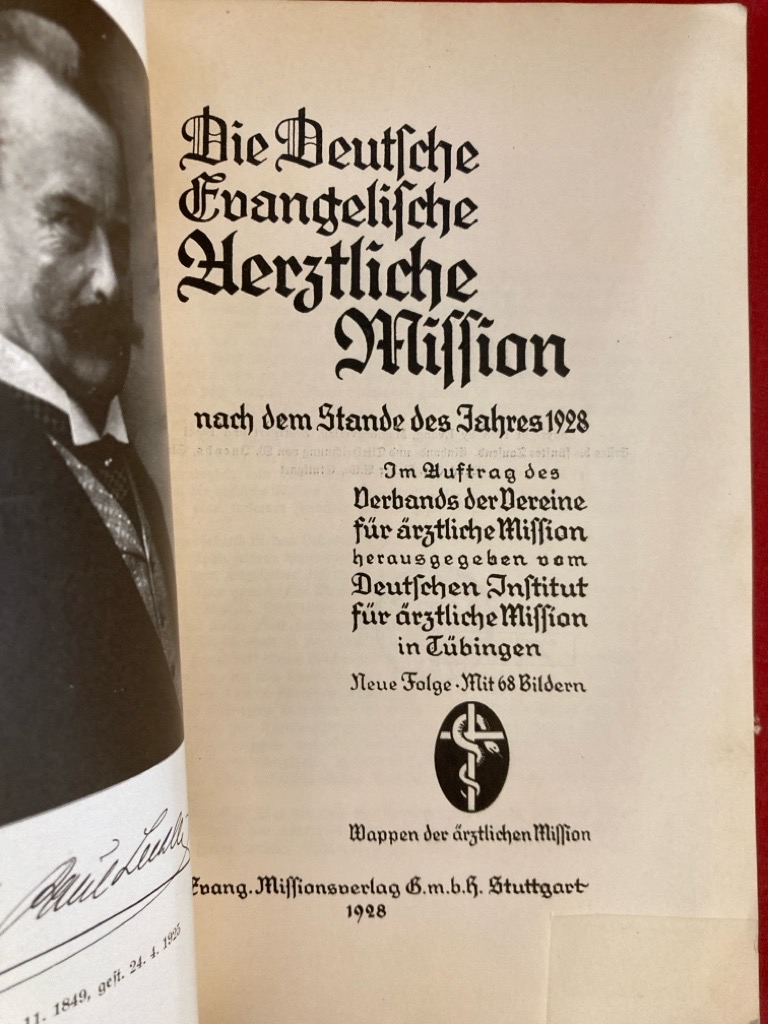 Die Deutſche
Evangeliſche
Aerztliche
Miſſion
nach dem Stande des Jahres 1928
Im Auftrag des
Verbands der Vereine
für ärztliche Miſſion
herausgegeben vom
Deutſchen Inſtitut
für ärztliche Miſſion
in Tübingen
Neue Folge · Mit 68 Bildern
Wappen der ärztlichen Miſſion
Evang. Miſſionsverlag G.m.b.H. Stuttgart
1928
Paul
11. 1849, geſt. 24. 4. 1925